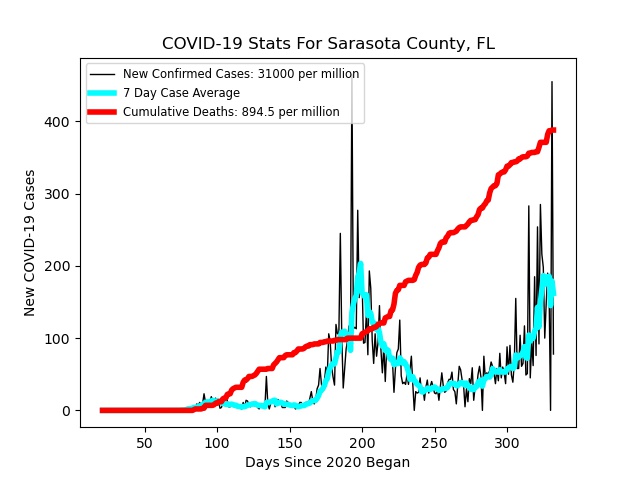 COVID-19 Stats For Sarasota County, FL
New Confirmed Cases: 31000 per million
7 Day Case Average
Cumulative Deaths: 894.5 per million
New COVID-19 Cases
400
300
200
100
0
50 100 150 200 250 300
Days Since 2020 Began